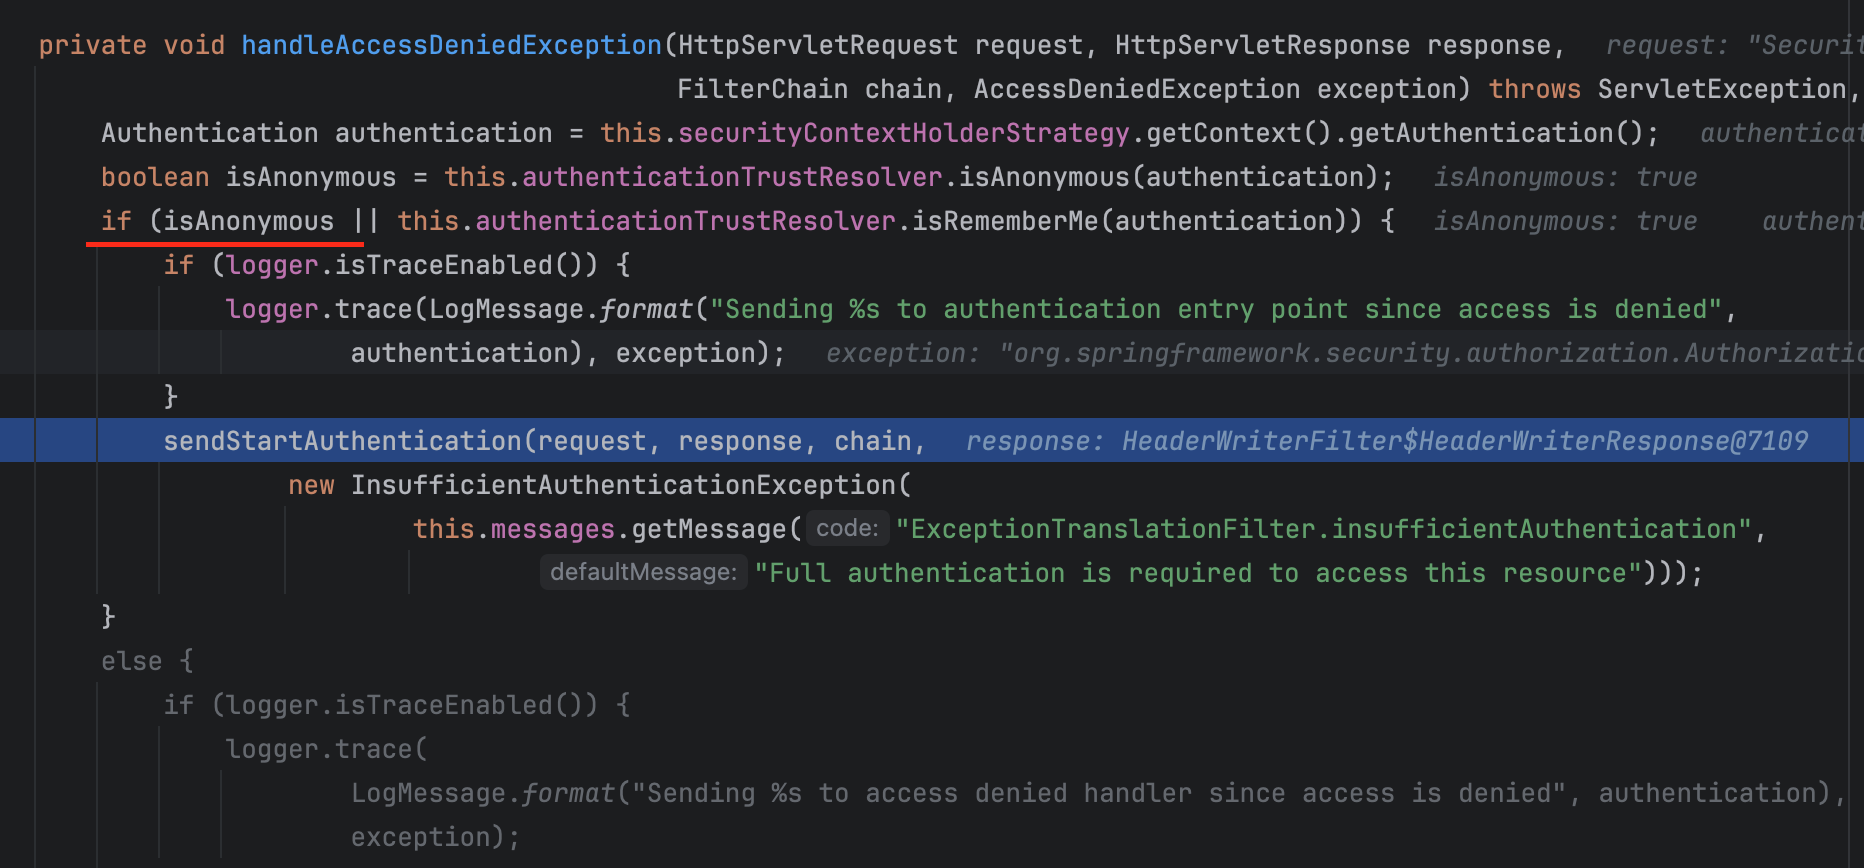 private void handleAccessDeniedException(HttpServletRequest request, HttpServletResponse response, request: "Securit
FilterChain chain, AccessDeniedException exception) throws ServletException,
Authentication authentication = this.securityContextHolderStrategy.getContext().getAuthentication(); authenticat
boolean isAnonymous = this.authenticationTrustResolver.isAnonymous(authentication); isAnonymous: true
if (isAnonymous || this.authenticationTrustResolver.isRememberMe(authentication)) { isAnonymous: true authent
if (logger.isTraceEnabled()) {
logger.trace(LogMessage.format("Sending %s to authentication entry point since access is denied",
authentication), exception); exception: "org.springframework.security.authorization.Authorizatio
}
sendStartAuthentication(request, response, chain, response: HeaderWriterFilter$HeaderWriterResponse@7109
new InsufficientAuthenticationException(
this.messages.getMessage( code: "ExceptionTranslationFilter.insufficientAuthentication",
defaultMessage: "Full authentication is required to access this resource")));
}
else {
if (logger.isTraceEnabled()) {
logger.trace(
LogMessage.format("Sending %s to access denied handler since access is denied", authentication),
exception);